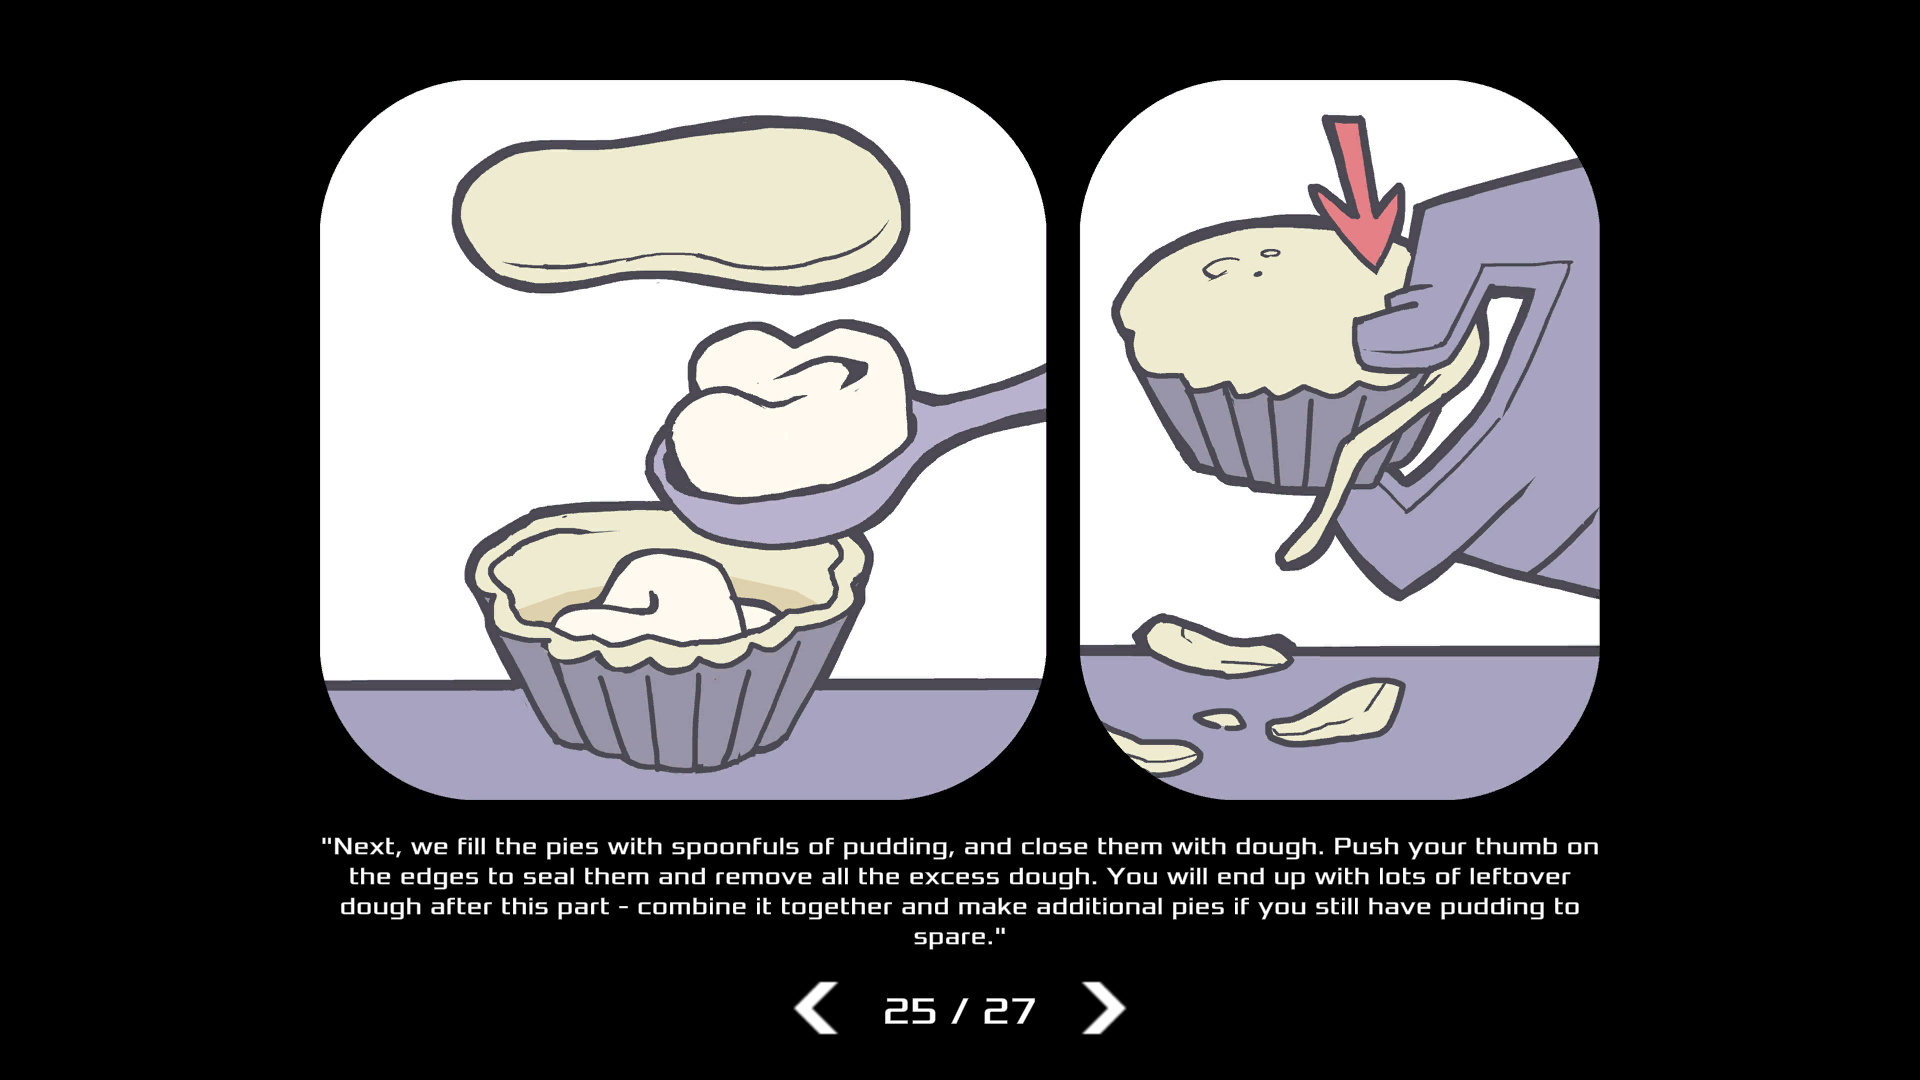 "Next, we fill the pies with spoonfuls of pudding, and close them with dough. Push your thumb on
the edges to seal them and remove all the excess dough. You will end up with lots of leftover
dough after this part - combine it together and make additional pies if you still have pudding to
spare."
25 / 27